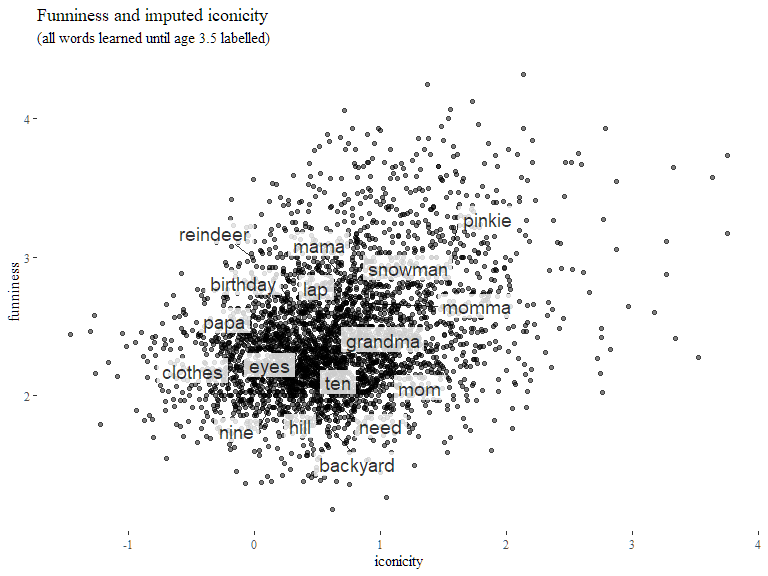 Funniness and imputed iconicity
(all words learned until age 3.5 labelled)
4
3
2
funniness
pinkie
reindeer
mama
snowman
birthday
lap
momma
papa
grandma
clothes
eyes
ten
mom
nine
hill
need
backyard
-1 0 1 2 3 4
iconicity